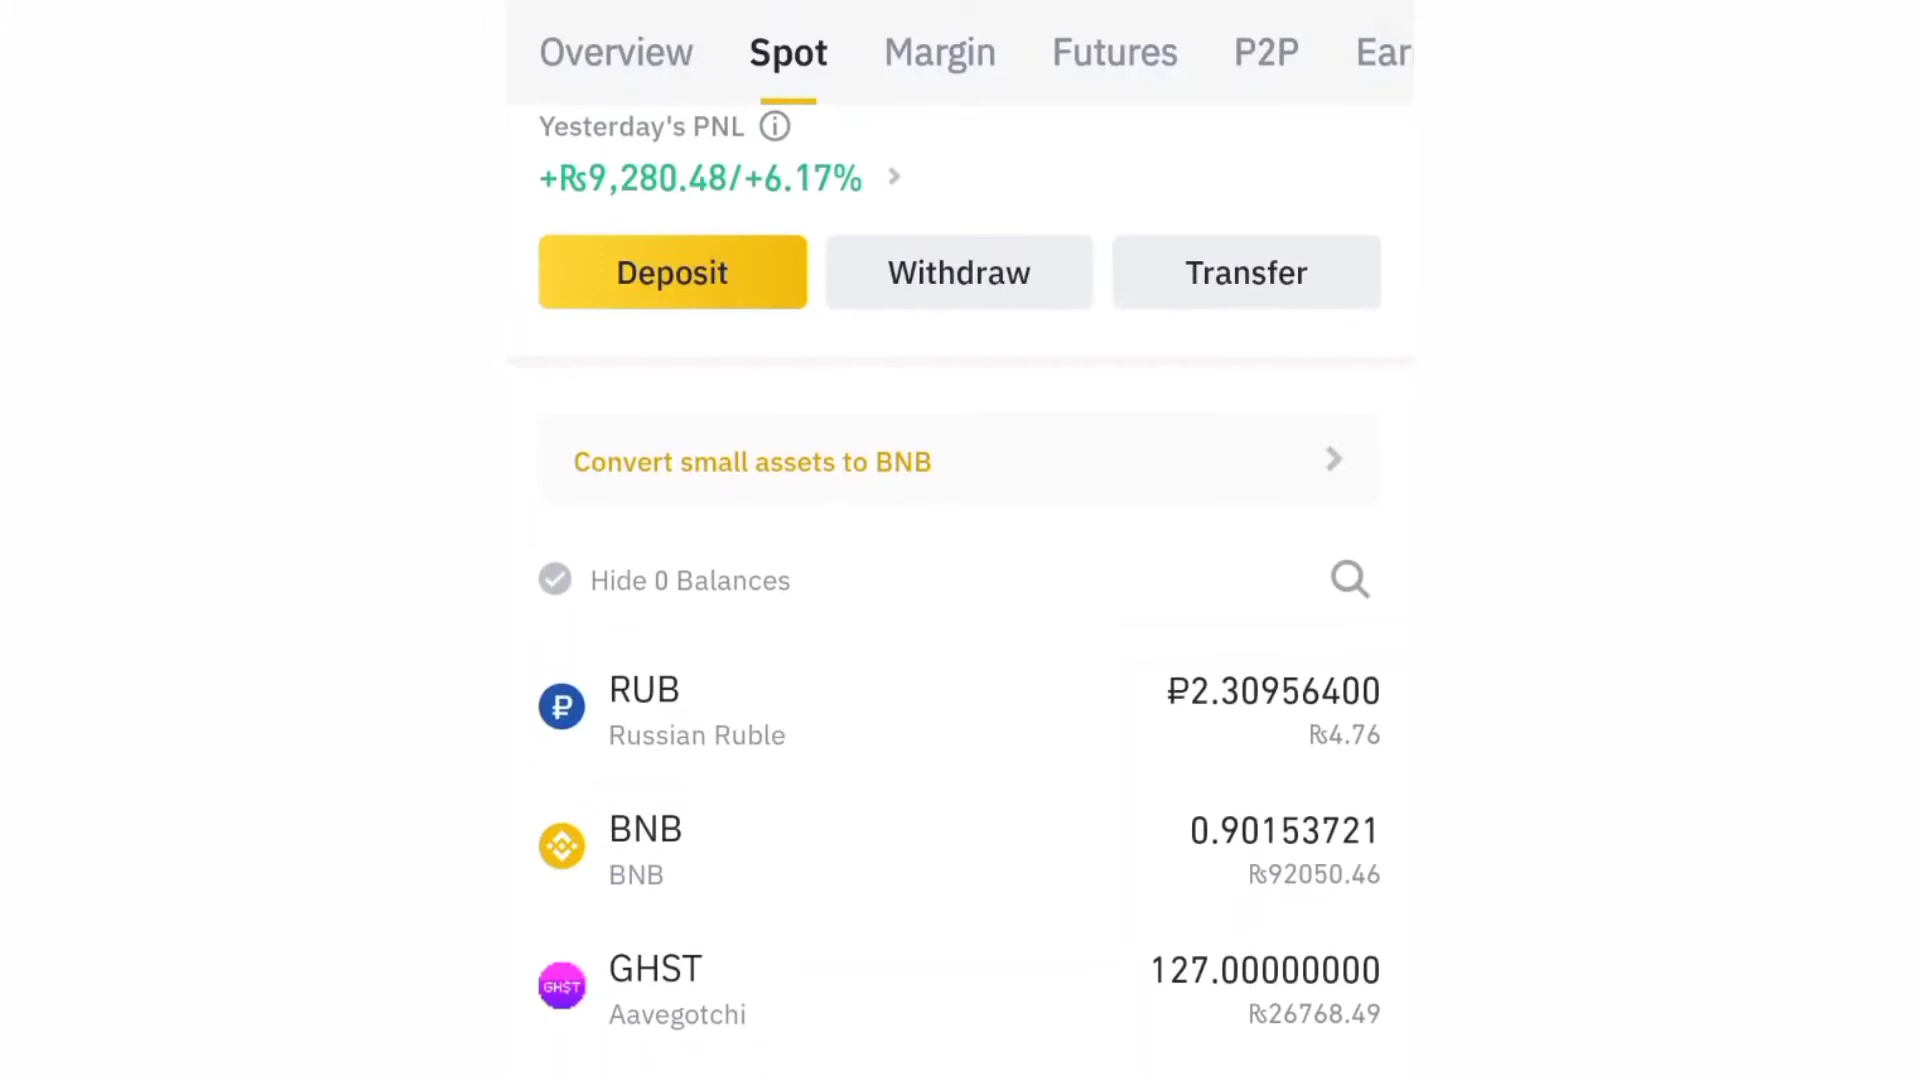 Overview Spot Margin Futures P2P Ear
Yesterday's PNL
+₨9,280.48/+6.17%
Deposit Withdraw Transfer
Convert small assets to BNB
Hide 0 Balances
RUB ₽2.30956400
Russian Ruble ₨4.76
BNB 0.90153721
BNB ₨92050.46
GHST 127.00000000
GH$T
Aavegotchi ₨26768.49